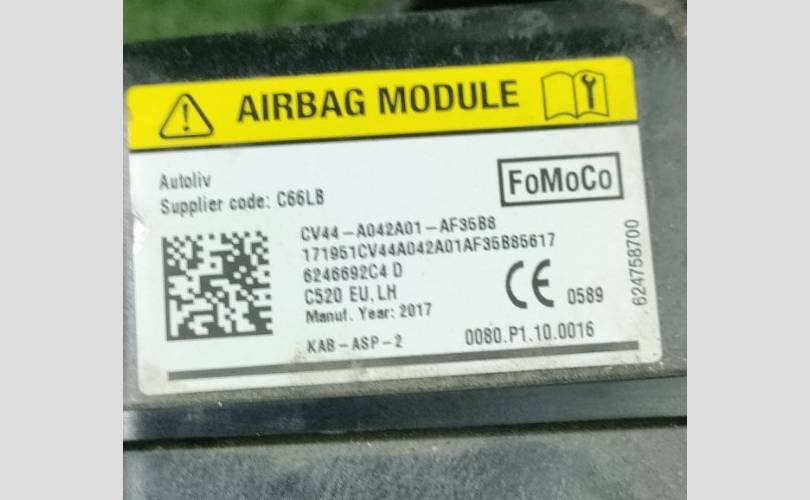 AIRBAG MODULE
Autoliv
Supplier code: C66LB
FoMoCo
CV44-A042A01-AF35B8
171951CV44A042A01AF35B85617
6246692C4 D
C520 EU, LH
Manuf. Year: 2017
CE 0589
KAB-ASP-2
0080.P1.10.0016
624758700